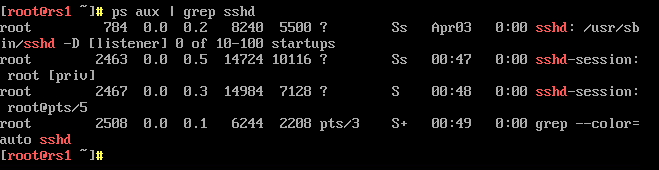 [root@rs1 ~]# ps aux | grep sshd
root         784  0.0  0.2   8240  5500 ?        Ss   Apr03   0:00 sshd: /usr/sb
in/sshd -D [listener] 0 of 10-100 startups
root        2463  0.0  0.5  14724 10116 ?        Ss   00:47   0:00 sshd-session:
 root [priv]
root        2467  0.0  0.3  14984  7128 ?        S    00:48   0:00 sshd-session:
 root@pts/5
root        2508  0.0  0.1   6244  2208 pts/3    S+   00:49   0:00 grep --color=
auto sshd
[root@rs1 ~]#